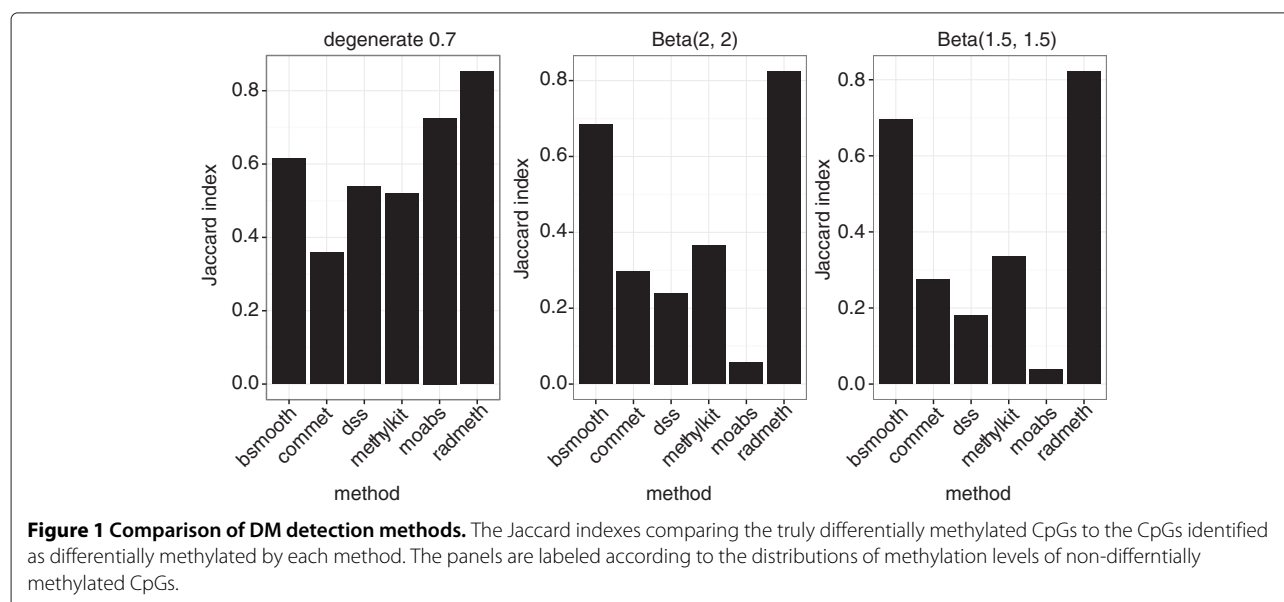 degenerate 0.7
Jaccard index
0.8
0.6
0.4
0.2
0.0
bsmooth
commet
dss
methylkit
moabs
radmeth
method
Beta(2, 2)
Jaccard index
0.8
0.6
0.4
0.2
0.0
bsmooth
commet
dss
methylkit
moabs
radmeth
method
Beta(1.5, 1.5)
Jaccard index
0.8
0.6
0.4
0.2
0.0
bsmooth
commet
dss
methylkit
moabs
radmeth
method
Figure 1 Comparison of DM detection methods. The Jaccard indexes comparing the truly differentially methylated CpGs to the CpGs identified
as differentially methylated by each method. The panels are labeled according to the distributions of methylation levels of non-differntially
methylated CpGs.